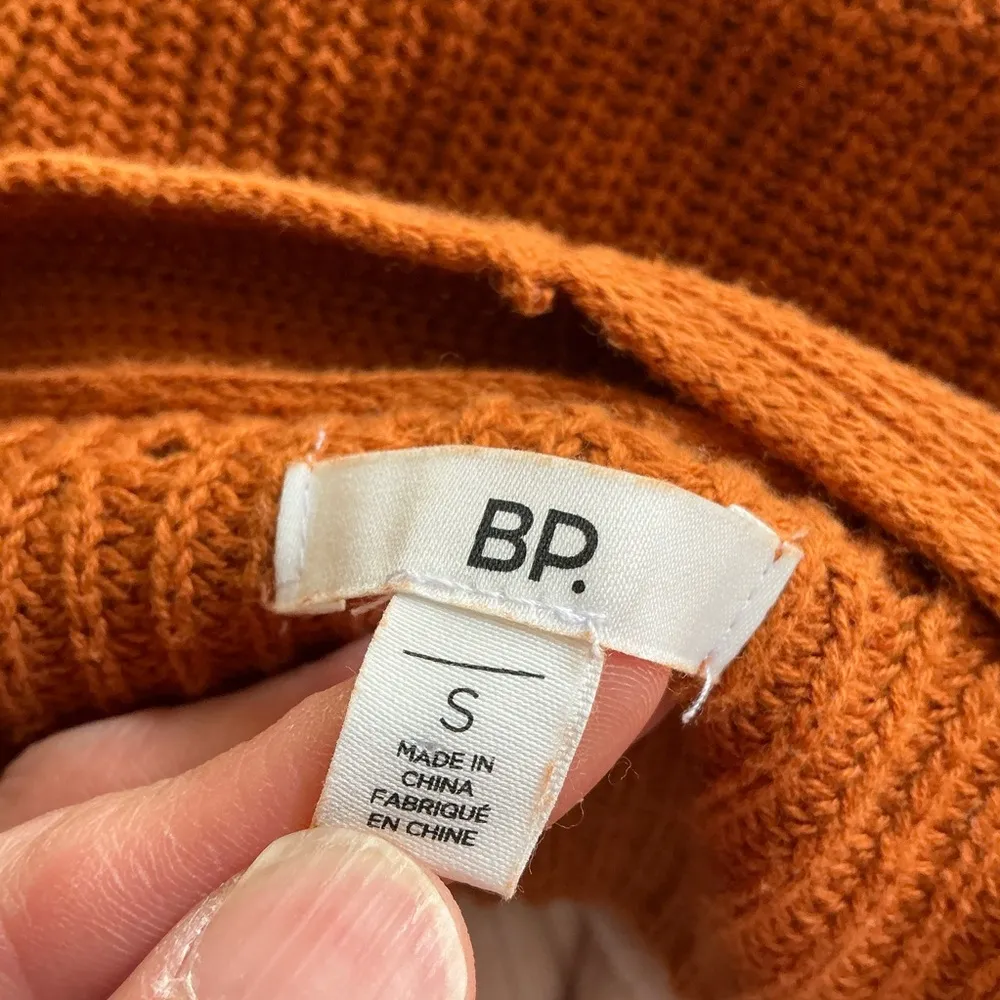 BP.
S
MADE IN
CHINA
FABRIQUÉ
EN CHINE